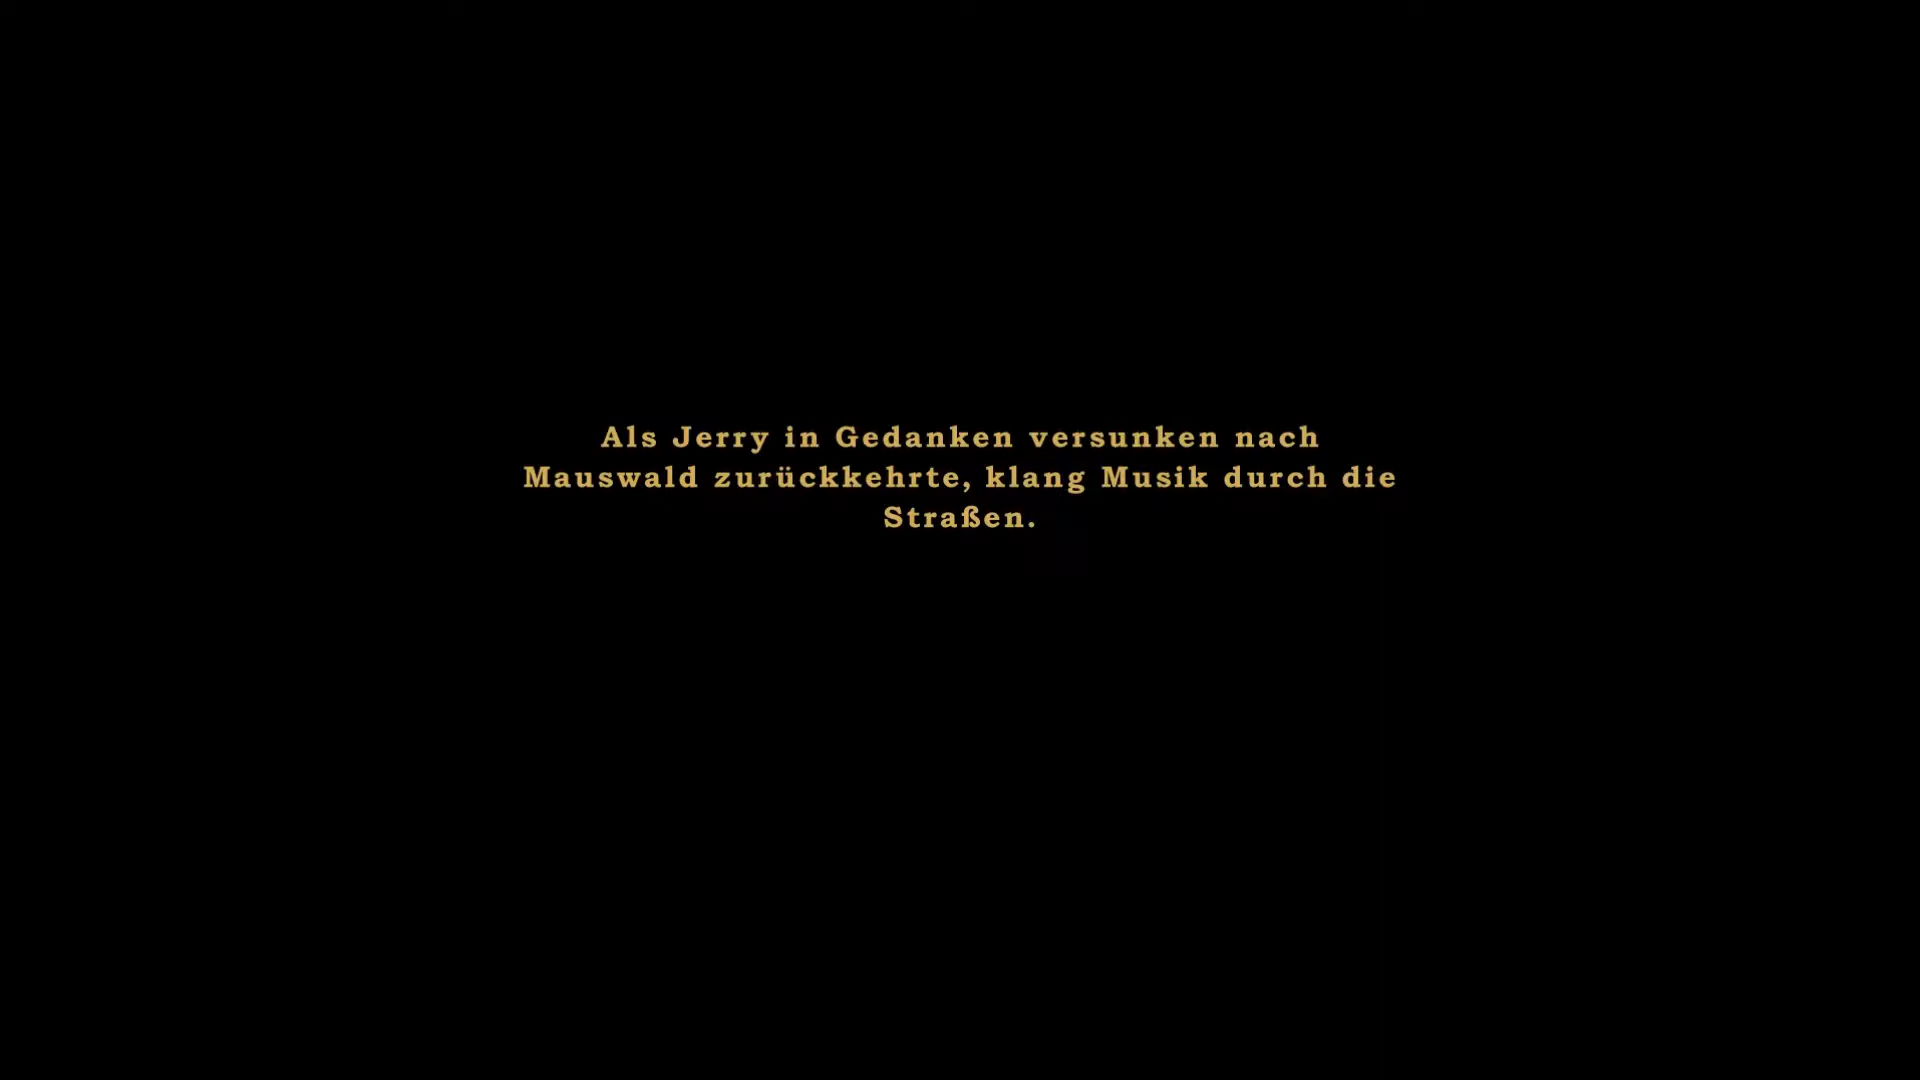 Als Jerry in Gedanken versunken nach
Mauswald zurückkehrte, klang Musik durch die
Straßen.